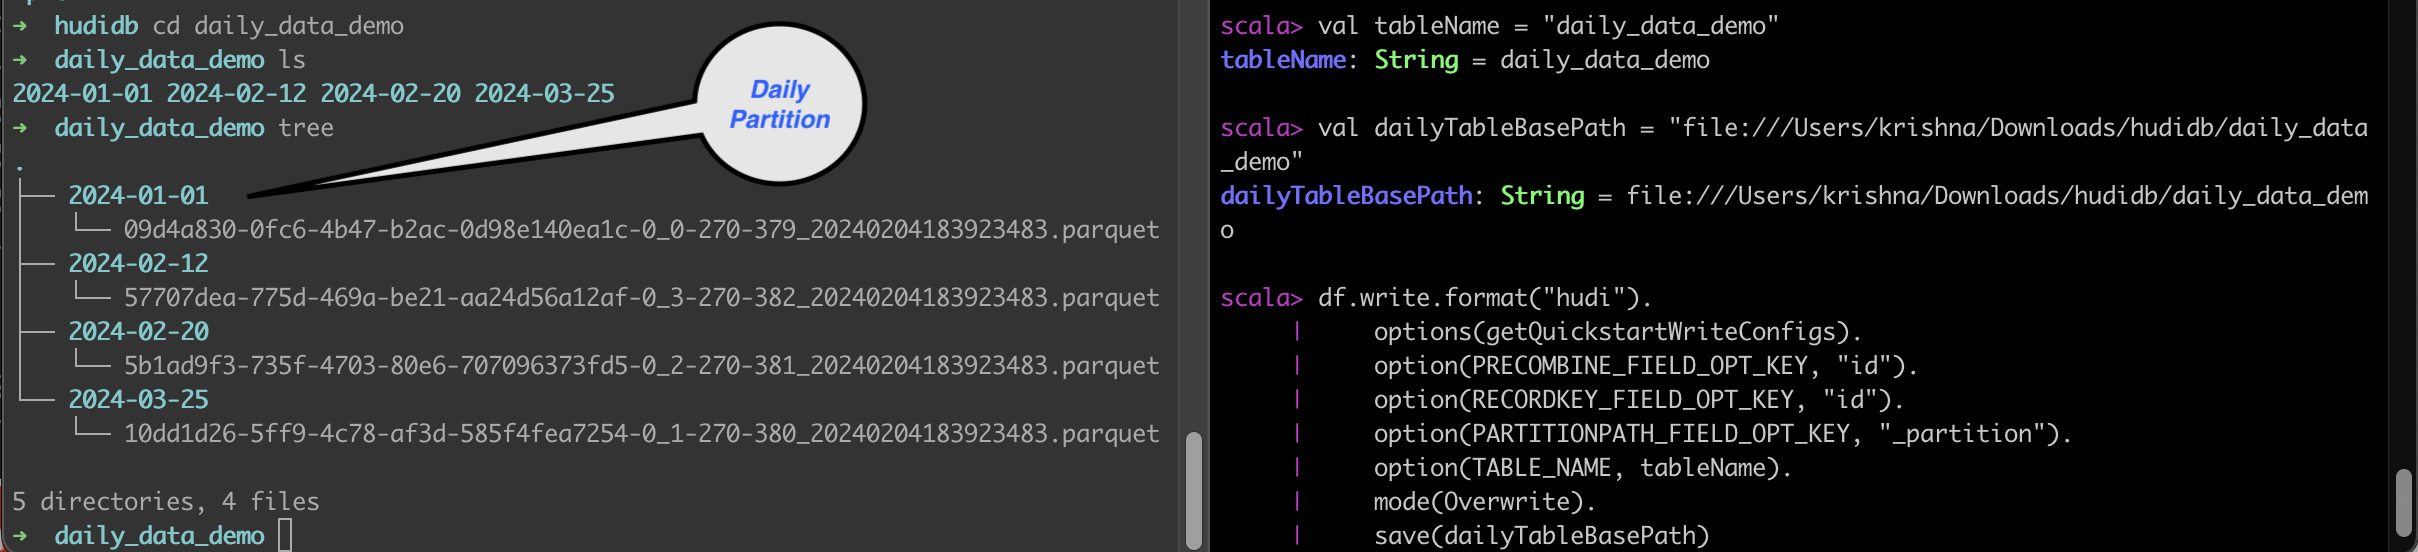 ➜ hudidb cd daily_data_demo
➜ daily_data_demo ls
2024-01-01 2024-02-12 2024-02-20 2024-03-25
➜ daily_data_demo tree
.
├── 2024-01-01
│   └── 09d4a830-0fc6-4b47-b2ac-0d98e140ea1c-0_0-270-379_20240204183923483.parquet
├── 2024-02-12
│   └── 57707dea-775d-469a-be21-aa24d56a12af-0_3-270-382_20240204183923483.parquet
├── 2024-02-20
│   └── 5b1ad9f3-735f-4703-80e6-707096373fd5-0_2-270-381_20240204183923483.parquet
└── 2024-03-25
    └── 10dd1d26-5ff9-4c78-af3d-585f4fea7254-0_1-270-380_20240204183923483.parquet
5 directories, 4 files
➜ daily_data_demo
Daily
Partition
scala> val tableName = "daily_data_demo"
tableName: String = daily_data_demo
scala> val dailyTableBasePath = "file:///Users/krishna/Downloads/hudidb/daily_data
_demo"
dailyTableBasePath: String = file:///Users/krishna/Downloads/hudidb/daily_data_dem
o
scala> df.write.format("hudi").
     |     options(getQuickstartWriteConfigs).
     |     option(PRECOMBINE_FIELD_OPT_KEY, "id").
     |     option(RECORDKEY_FIELD_OPT_KEY, "id").
     |     option(PARTITIONPATH_FIELD_OPT_KEY, "_partition").
     |     option(TABLE_NAME, tableName).
     |     mode(Overwrite).
     |     save(dailyTableBasePath)